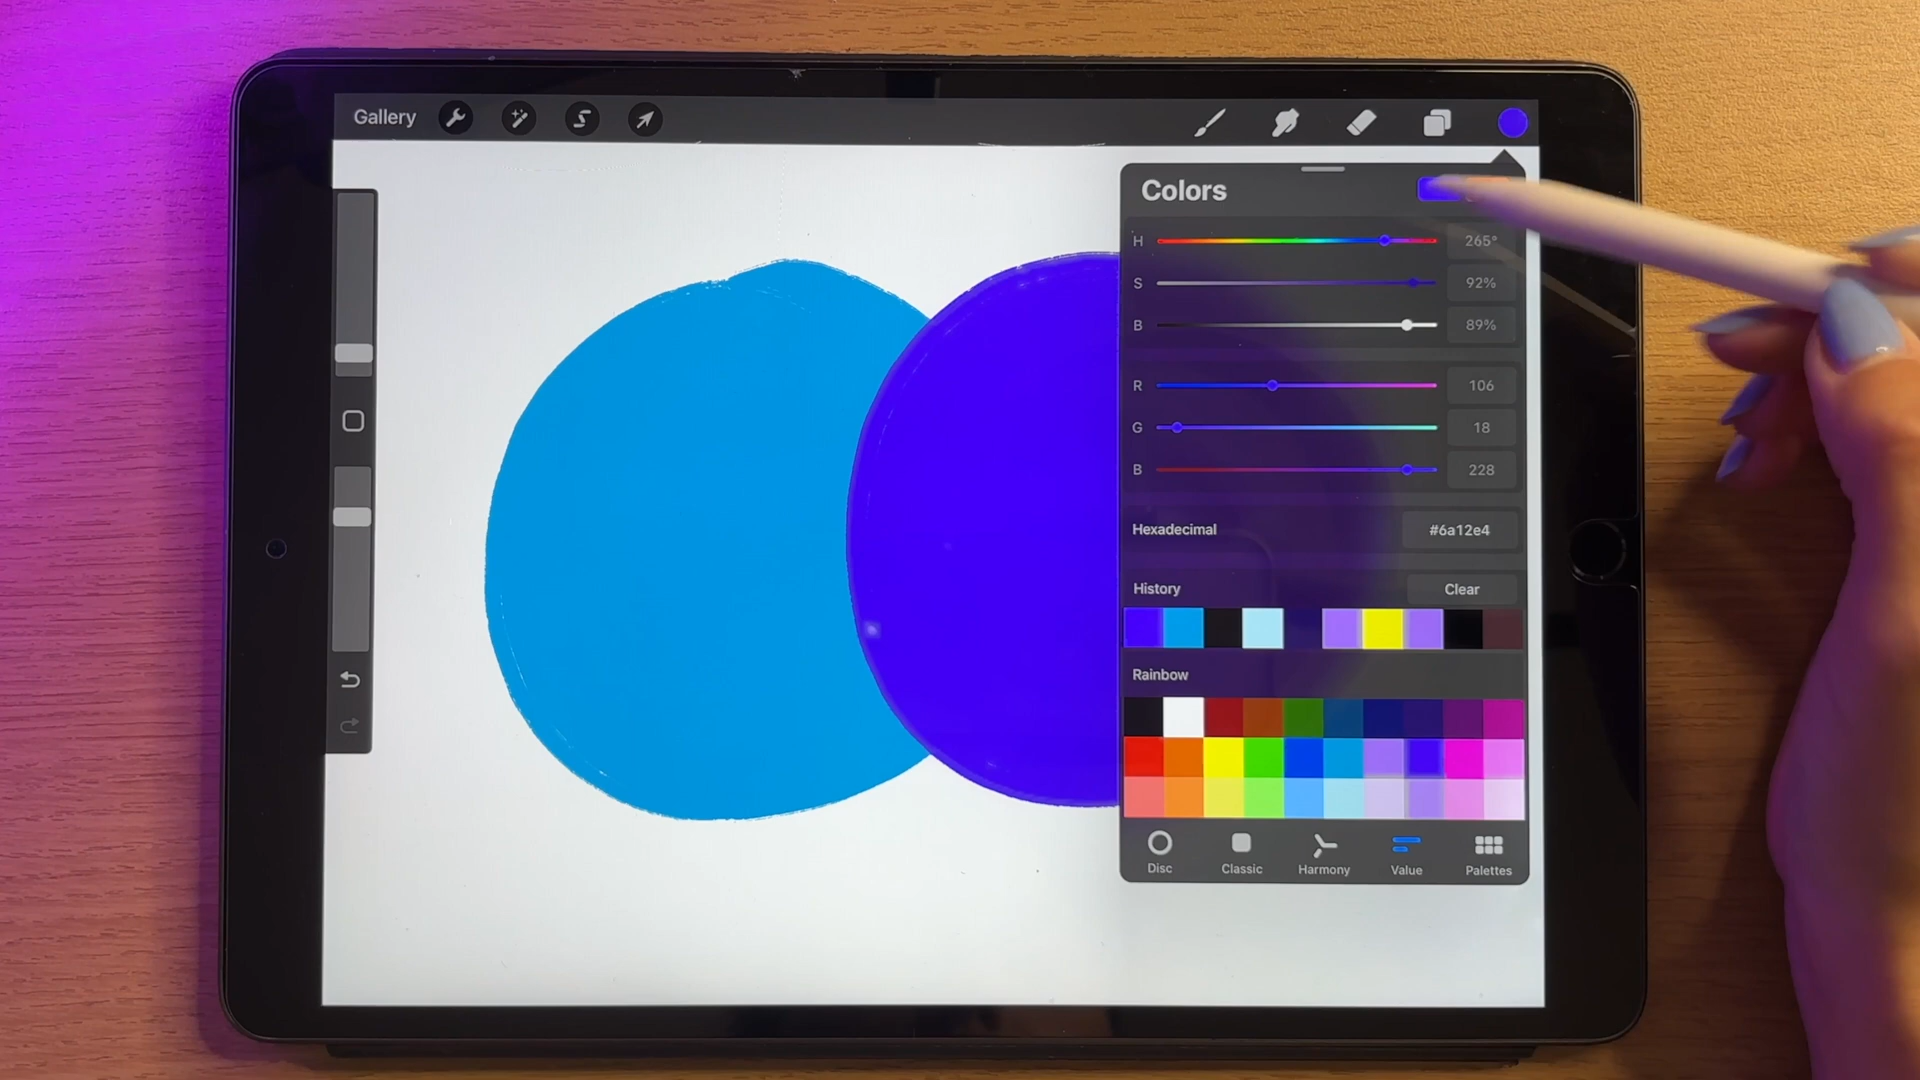 Gallery
Colors
H 265°
S 92%
B 89%
R 106
G 18
B 228
Hexadecimal #6a12e4
History Clear
Rainbow
Disc Classic Harmony Value Palettes